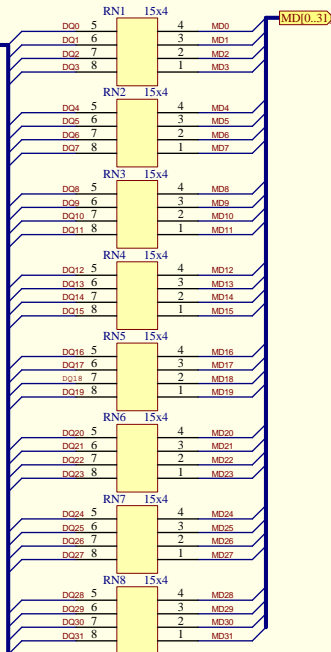 RN1 15x4 MD[0..31]
DQ0 5 4 MD0
DQ1 6 3 MD1
DQ2 7 2 MD2
DQ3 8 1 MD3
RN2 15x4
DQ4 5 4 MD4
DQ5 6 3 MD5
DQ6 7 2 MD6
DQ7 8 1 MD7
RN3 15x4
DQ8 5 4 MD8
DQ9 6 3 MD9
DQ10 7 2 MD10
DQ11 8 1 MD11
RN4 15x4
DQ12 5 4 MD12
DQ13 6 3 MD13
DQ14 7 2 MD14
DQ15 8 1 MD15
RN5 15x4
DQ16 5 4 MD16
DQ17 6 3 MD17
DQ18 7 2 MD18
DQ19 8 1 MD19
RN6 15x4
DQ20 5 4 MD20
DQ21 6 3 MD21
DQ22 7 2 MD22
DQ23 8 1 MD23
RN7 15x4
DQ24 5 4 MD24
DQ25 6 3 MD25
DQ26 7 2 MD26
DQ27 8 1 MD27
RN8 15x4
DQ28 5 4 MD28
DQ29 6 3 MD29
DQ30 7 2 MD30
DQ31 8 1 MD31